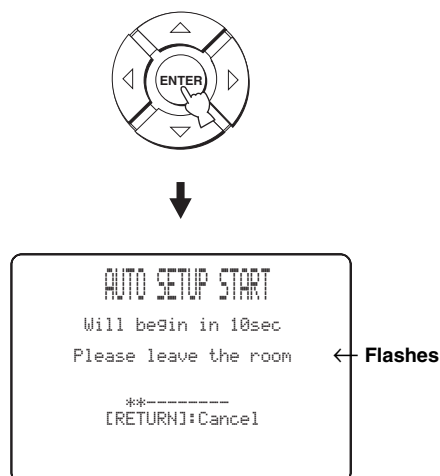 ENTER
AUTO SETUP START
Will begin in 10sec
Please leave the room
← Flashes
**--------
[RETURN]:Cancel